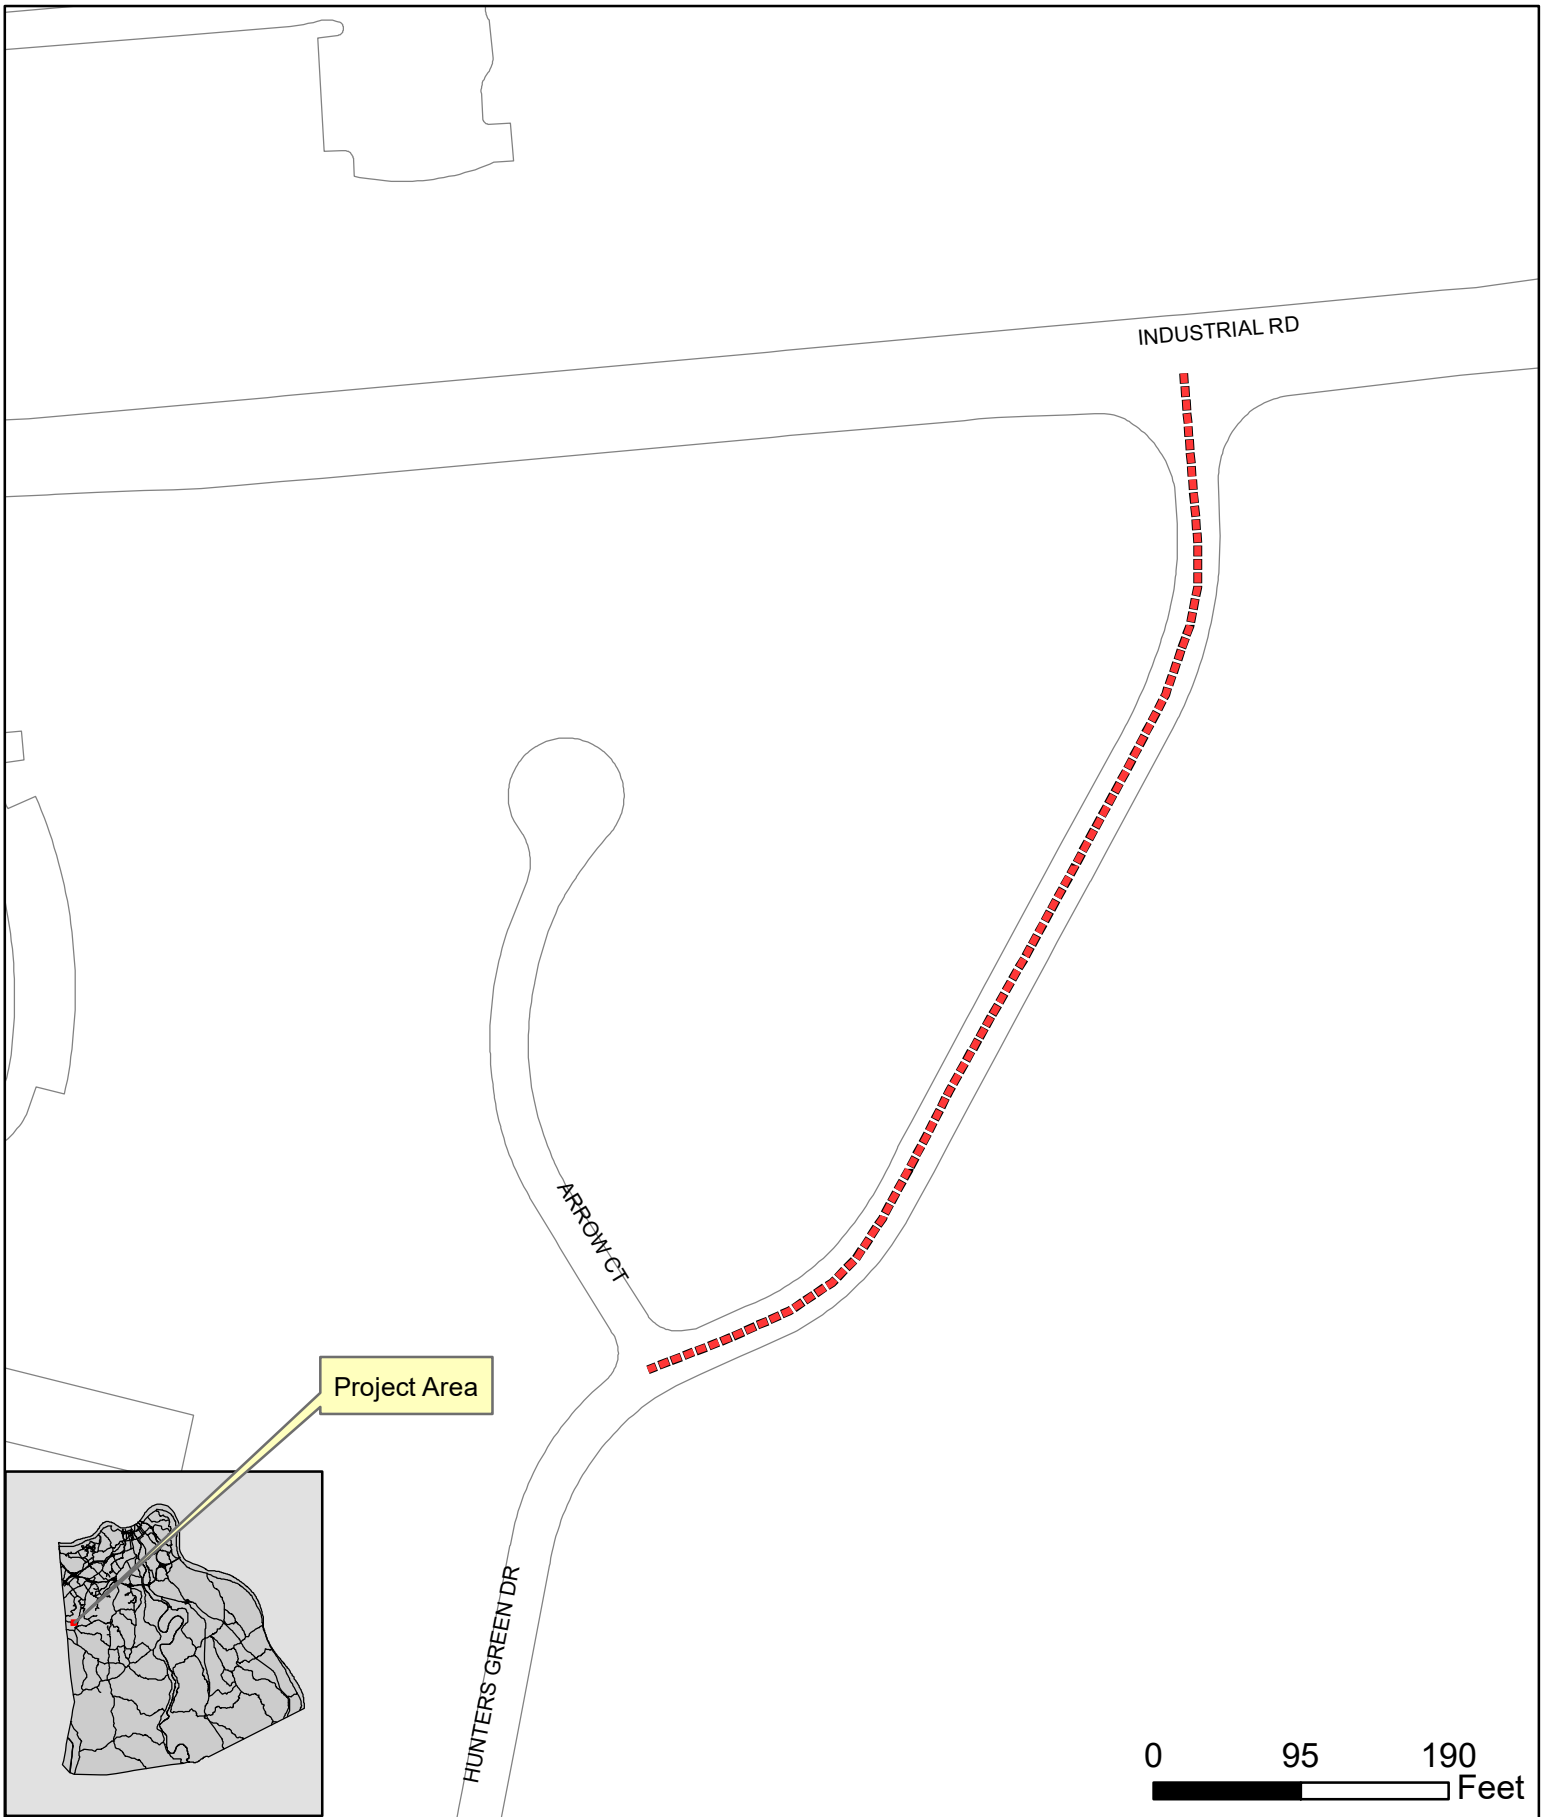 INDUSTRIAL RD
ARROW CT
Project Area
HUNTERS GREEN DR
0 95 190
Feet